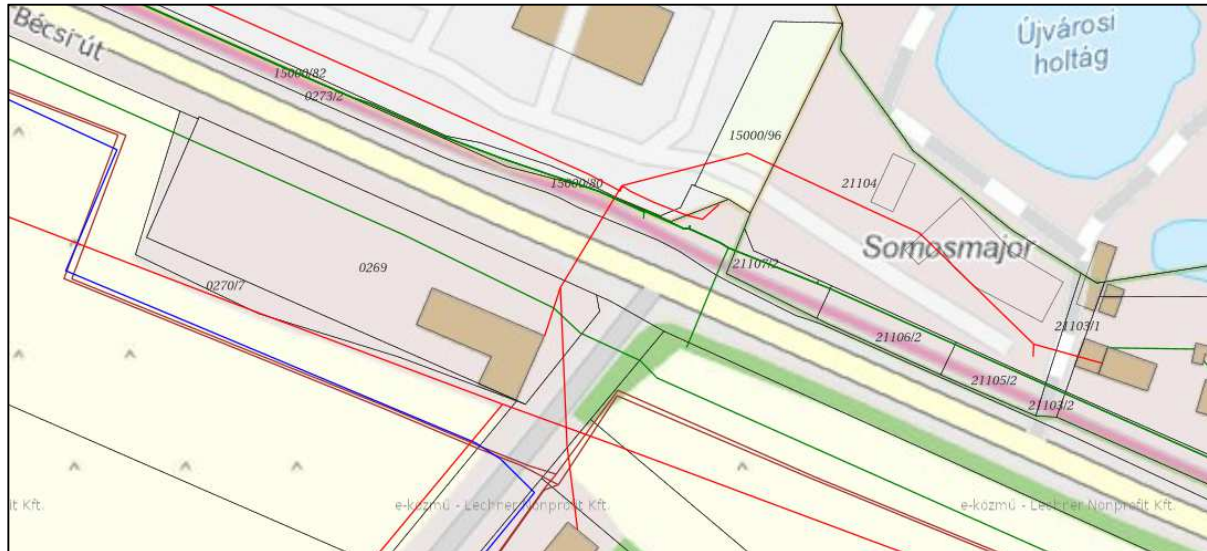 Bécsi út
Újvárosi
holtág
15000/82
0273/2
15000/96
15000/80
21104
Somosmajor
21107/2
0269
0270/7
21103/1
21106/2
21105/2
21103/2
it Kft.
e-közmű - Lechner Nonprofit Kft.
e-közmű - Lechner Nonprofit Kft.